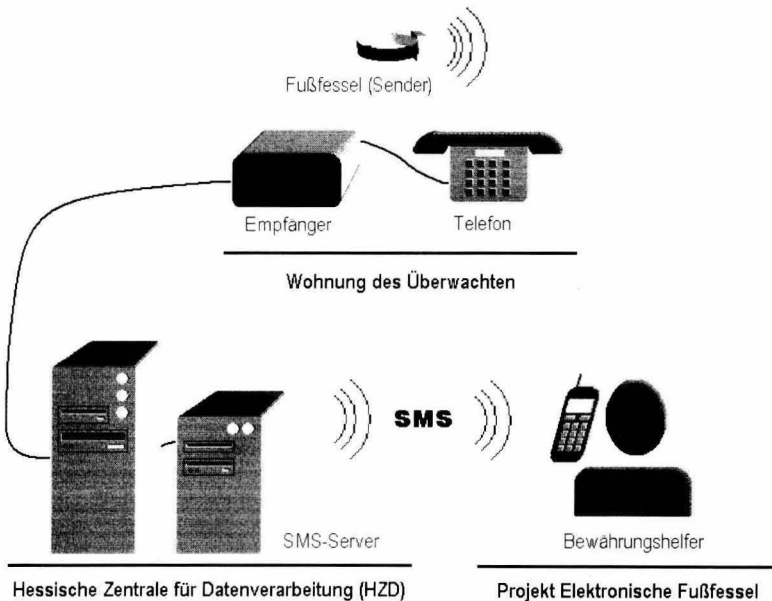 Fußfessel (Sender)
Empfänger
Telefon
Wohnung des Überwachten
SMS
SMS-Server
Bewährungshelfer
Hessische Zentrale für Datenverarbeitung (HZD)
Projekt Elektronische Fußfessel